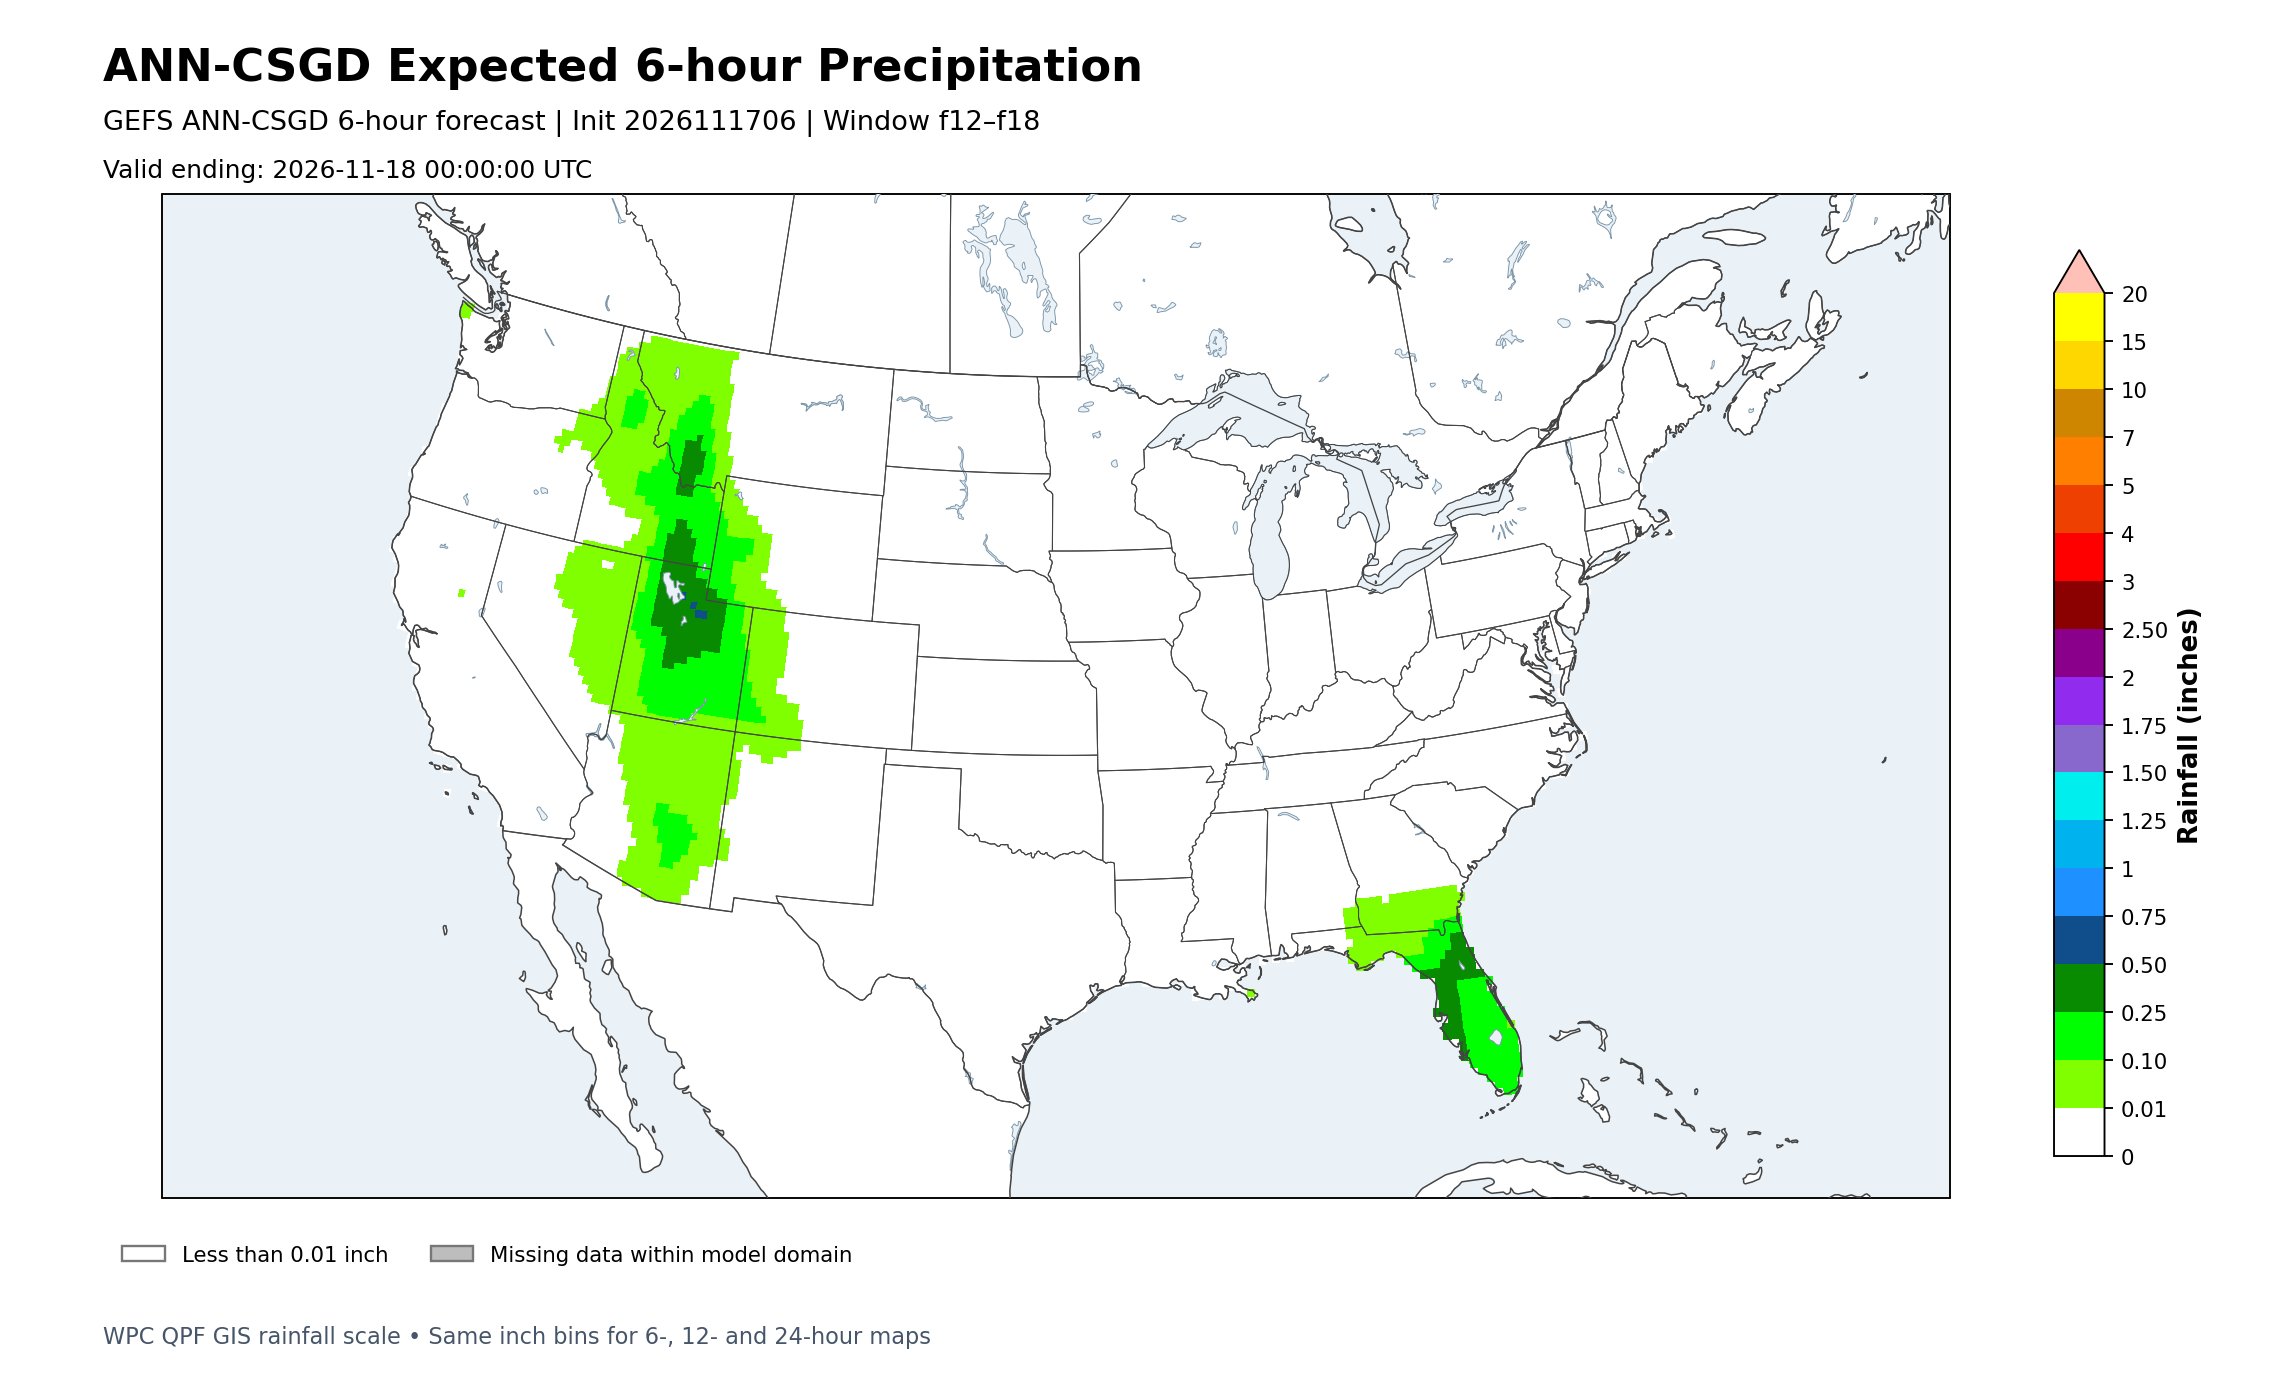 ANN-CSGD Expected 6-hour Precipitation
GEFS ANN-CSGD 6-hour forecast | Init 2026111706 | Window f12–f18
Valid ending: 2026-11-18 00:00:00 UTC
20
15
10
7
5
4
3
2.50
2
1.75
1.50
1.25
1
0.75
0.50
0.25
0.10
0.01
0
Rainfall (inches)
Less than 0.01 inch
Missing data within model domain
WPC QPF GIS rainfall scale • Same inch bins for 6-, 12- and 24-hour maps